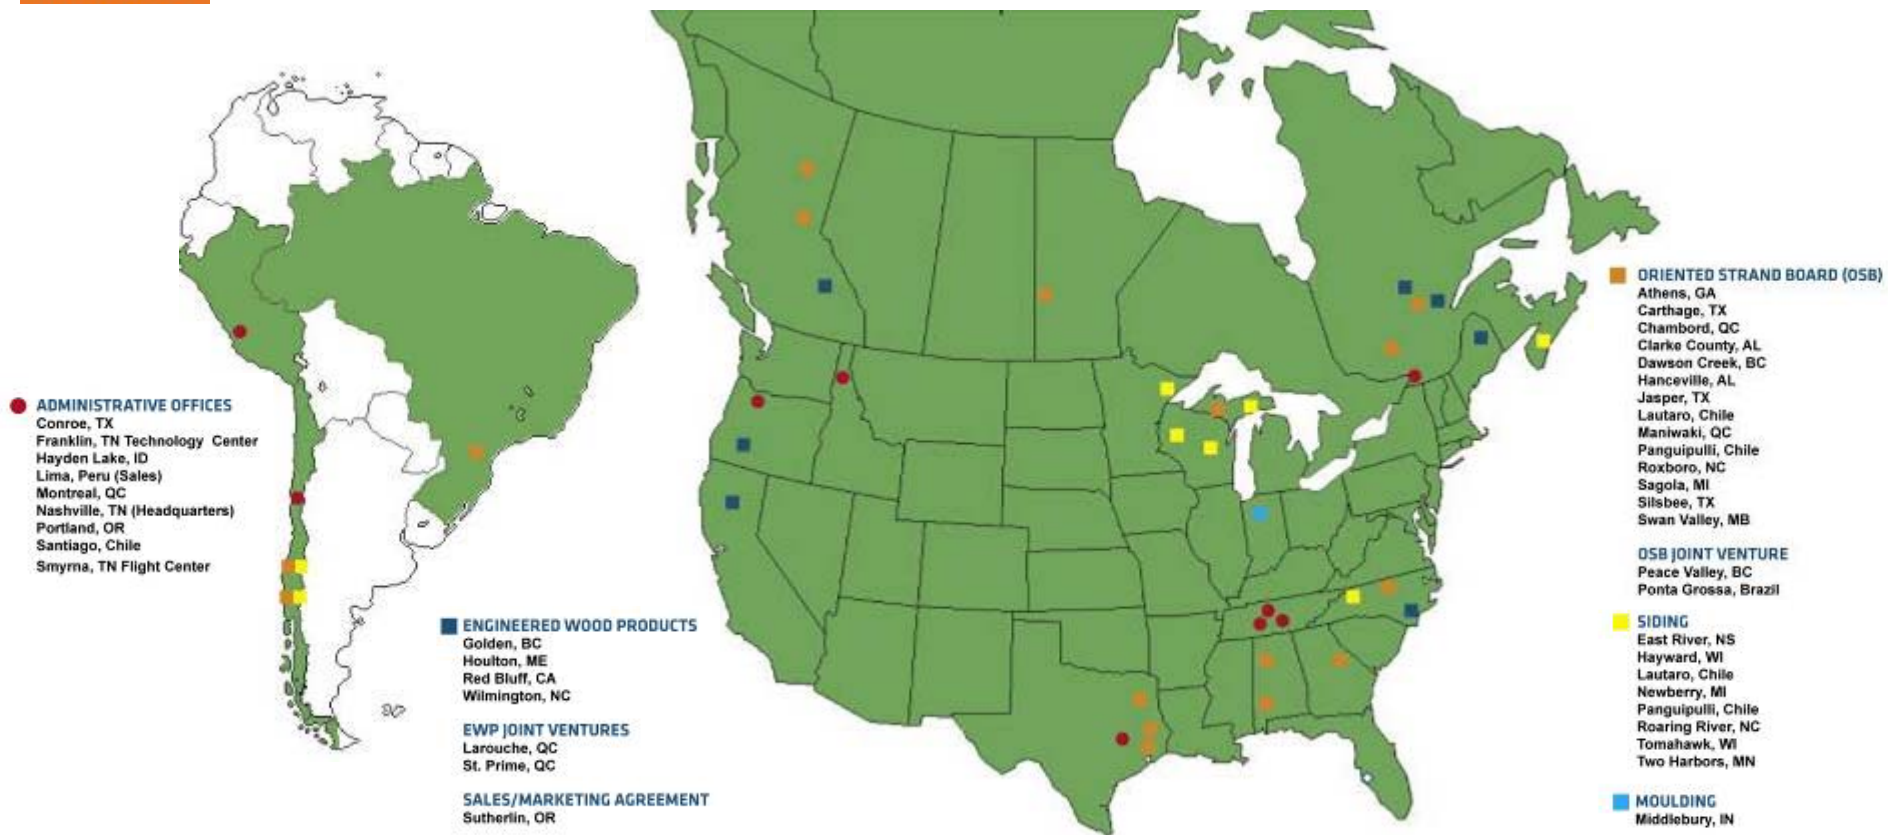 ADMINISTRATIVE OFFICES
Conroe, TX
Franklin, TN Technology Center
Hayden Lake, ID
Lima, Peru (Sales)
Montreal, QC
Nashville, TN (Headquarters)
Portland, OR
Santiago, Chile
Smyrna, TN Flight Center
ENGINEERED WOOD PRODUCTS
Golden, BC
Houlton, ME
Red Bluff, CA
Wilmington, NC
EWP JOINT VENTURES
Larouche, QC
St. Prime, QC
SALES/MARKETING AGREEMENT
Sutherlin, OR
ORIENTED STRAND BOARD (OSB)
Athens, GA
Carthage, TX
Chambord, QC
Clarke County, AL
Dawson Creek, BC
Hanceville, AL
Jasper, TX
Lautaro, Chile
Maniwaki, QC
Panguipulli, Chile
Roxboro, NC
Sagola, MI
Silsbee, TX
Swan Valley, MB
OSB JOINT VENTURE
Peace Valley, BC
Ponta Grossa, Brazil
SIDING
East River, NS
Hayward, WI
Lautaro, Chile
Newberry, MI
Panguipulli, Chile
Roaring River, NC
Tomahawk, WI
Two Harbors, MN
MOULDING
Middlebury, IN